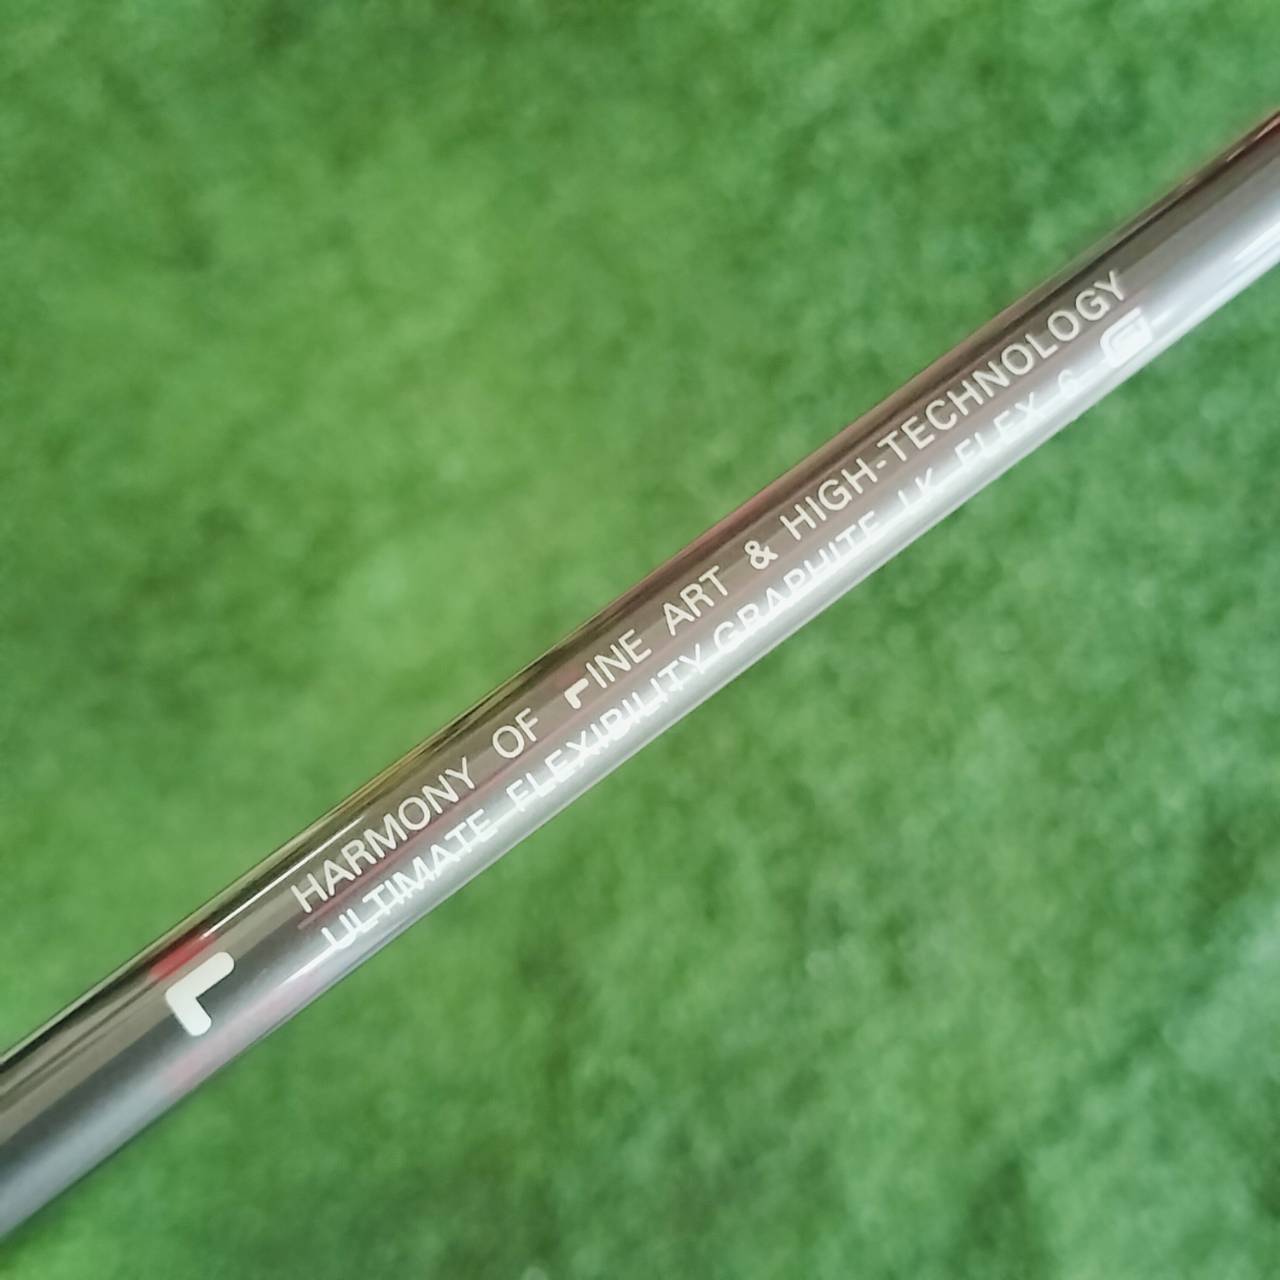 HARMONY OF FINE ART & HIGH-TECHNOLOGY
ULTIMATE FLEXIBILITY GRAPHITE LK FLEX